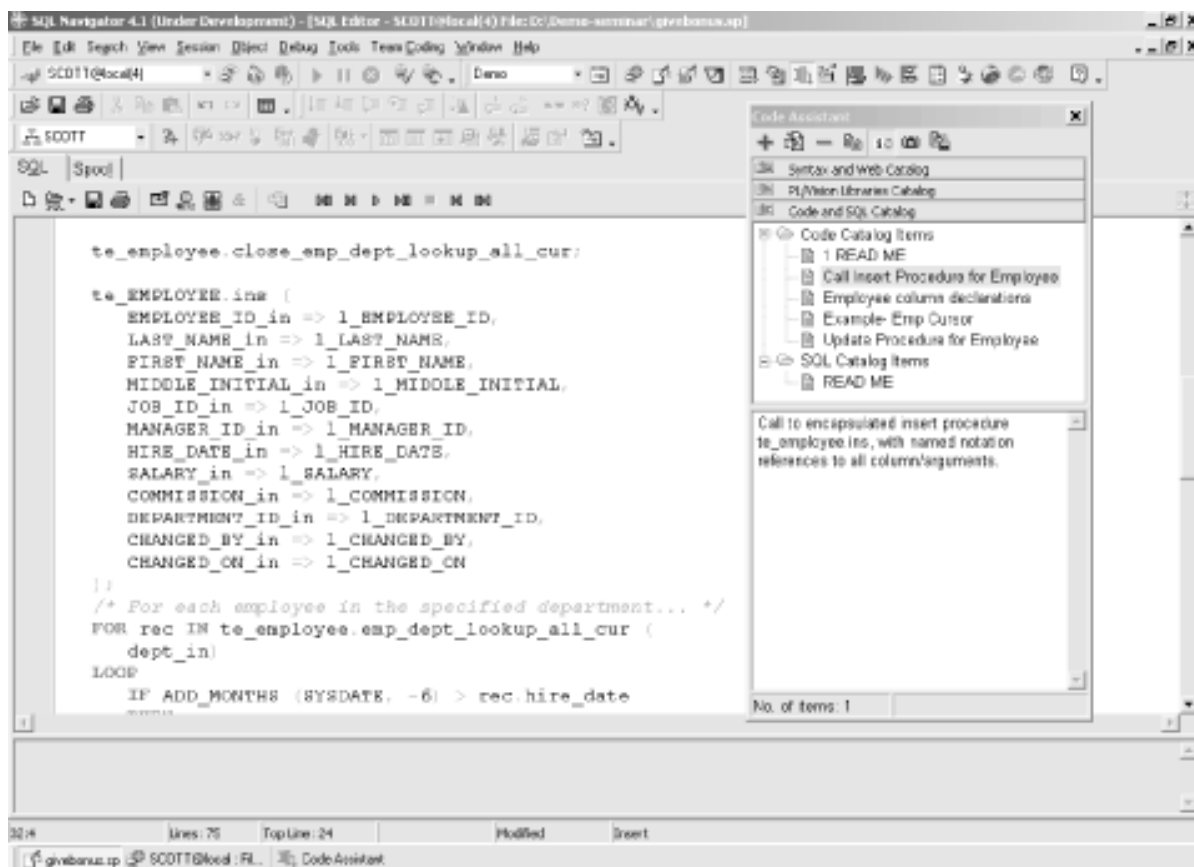 SQL Navigator 4.1 (Under Development) - [SQL Editor - SCOTT@local(4) File: D:\Demo-seminar\givebonus.sp]
File Edit Search View Session Object Debug Tools Team Coding Window Help
SCOTT@local(4) Demo
SCOTT
SQL Spool
te_employee.close_emp_dept_lookup_all_cur;
te_EMPLOYEE.ins (
EMPLOYEE_ID_in => l_EMPLOYEE_ID,
LAST_NAME_in => l_LAST_NAME,
FIRST_NAME_in => l_FIRST_NAME,
MIDDLE_INITIAL_in => l_MIDDLE_INITIAL,
JOB_ID_in => l_JOB_ID,
MANAGER_ID_in => l_MANAGER_ID,
HIRE_DATE_in => l_HIRE_DATE,
SALARY_in => l_SALARY,
COMMISSION_in => l_COMMISSION,
DEPARTMENT_ID_in => l_DEPARTMENT_ID,
CHANGED_BY_in => l_CHANGED_BY,
CHANGED_ON_in => l_CHANGED_ON
);
/* For each employee in the specified department... */
FOR rec IN te_employee.emp_dept_lookup_all_cur (
dept_in)
LOOP
IF ADD_MONTHS (SYSDATE, -6) > rec.hire_date
Code Assistant
Syntax and Web Catalog
PL/Vision Libraries Catalog
Code and SQL Catalog
Code Catalog Items
1 READ ME
Call Insert Procedure for Employee
Employee column declarations
Example- Emp Cursor
Update Procedure for Employee
SQL Catalog Items
READ ME
Call to encapsulated insert procedure
te_employee.ins, with named notation
references to all column/arguments.
No. of items: 1
32:4 Lines: 75 Top Line: 24 Modified Insert
givebonus.sp SCOTT@local : Fil... Code Assistant